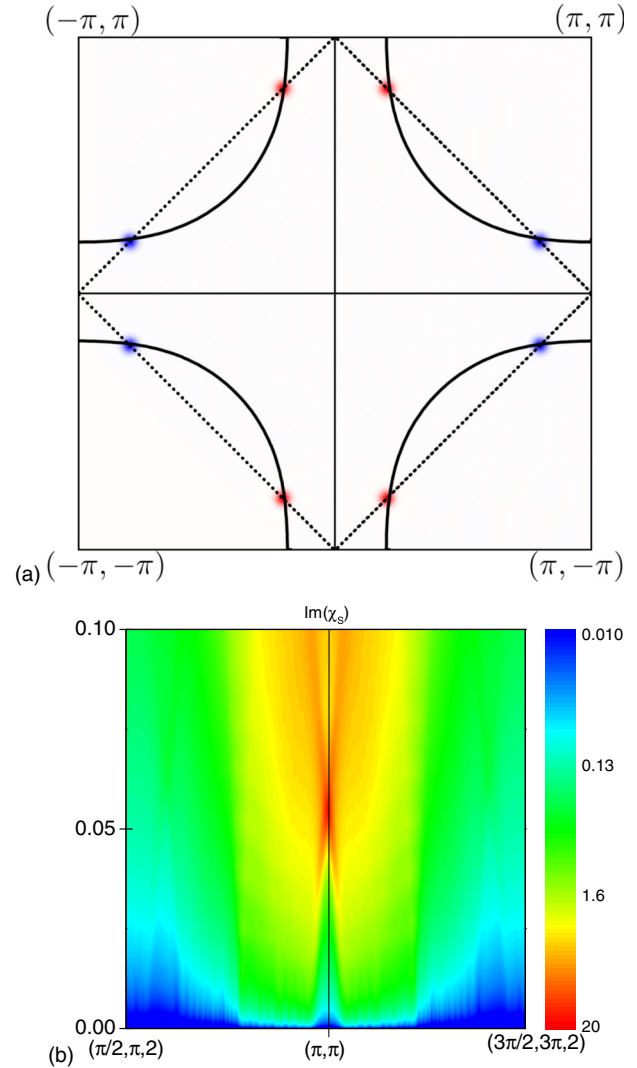 (−π, π) (π, π)
(a) (−π, −π) (π, −π)
Im(χs)
0.10 0.010
0.13
0.05
1.6
0.00 20
(π/2,π,2) (π,π) (3π/2,3π,2)
(b)